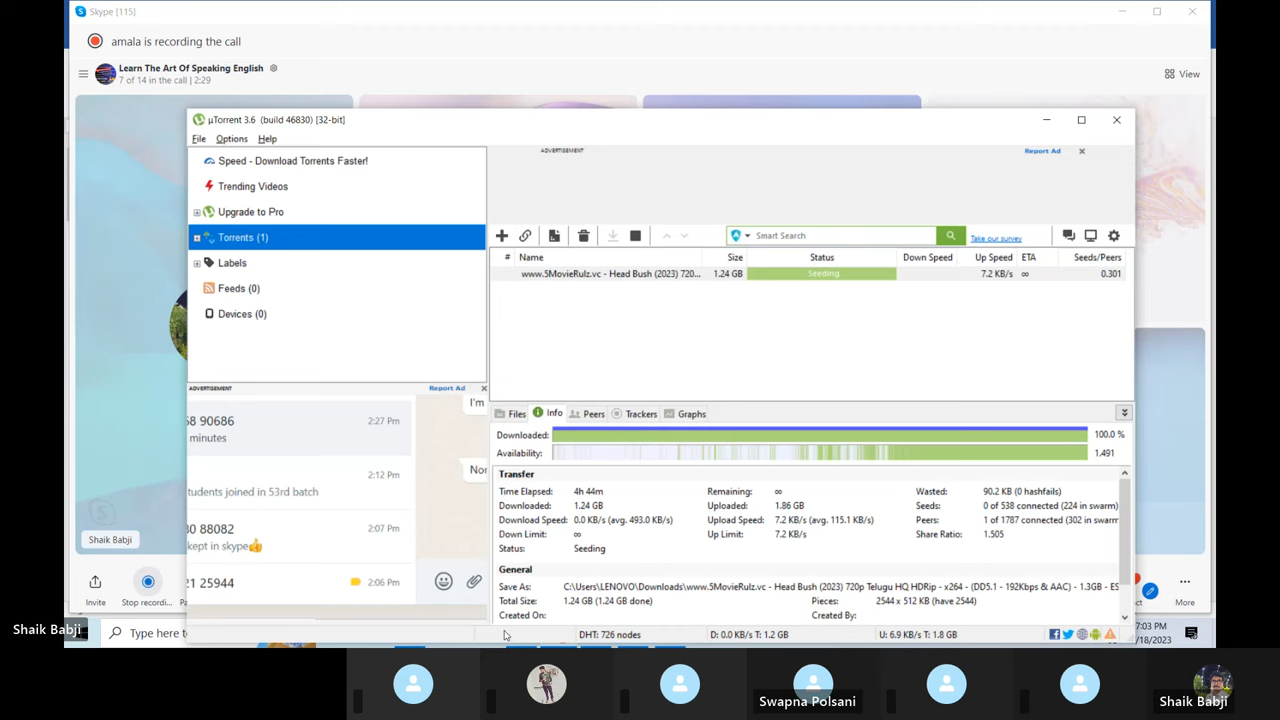 Skype [115]
amala is recording the call
Learn The Art Of Speaking English
7 of 14 in the call | 2:29
View
µTorrent 3.6 (build 46830) [32-bit]
File Options Help
Speed - Download Torrents Faster!
Trending Videos
Upgrade to Pro
Torrents (1)
Labels
Feeds (0)
Devices (0)
ADVERTISEMENT
Report Ad
Smart Search
Take our survey
# Name Size Status Down Speed Up Speed ETA Seeds/Peers
www.5MovieRulz.vc - Head Bush (2023) 720... 1.24 GB Seeding 7.2 KB/s ∞ 0.301
ADVERTISEMENT Report Ad
I'm
68 90686 2:27 Pm
minutes
2:12 Pm
Nor
students joined in 53rd batch
80 88082 2:07 Pm
kept in skype👍
21 25944 2:06 Pm
Files Info Peers Trackers Graphs
Downloaded: 100.0 %
Availability: 1.491
Transfer
Time Elapsed: 4h 44m Remaining: ∞ Wasted: 90.2 KB (0 hashfails)
Downloaded: 1.24 GB Uploaded: 1.86 GB Seeds: 0 of 538 connected (224 in swarm)
Download Speed: 0.0 KB/s (avg. 493.0 KB/s) Upload Speed: 7.2 KB/s (avg. 115.1 KB/s) Peers: 1 of 1787 connected (302 in swarm
Down Limit: ∞ Up Limit: 7.2 KB/s Share Ratio: 1.505
Status: Seeding
General
Save As: C:\Users\LENOVO\Downloads\www.5MovieRulz.vc - Head Bush (2023) 720p Telugu HQ HDRip - x264 - (DD5.1 - 192Kbps & AAC) - 1.3GB - ES
Total Size: 1.24 GB (1.24 GB done) Pieces: 2544 x 512 KB (have 2544)
Created On: Created By:
DHT: 726 nodes D: 0.0 KB/s T: 1.2 GB U: 6.9 KB/s T: 1.8 GB
Shaik Babji
Invite Stop recordi... More
Shaik Babji
Type here to
7:03 PM
/18/2023
Swapna Polsani
Shaik Babji